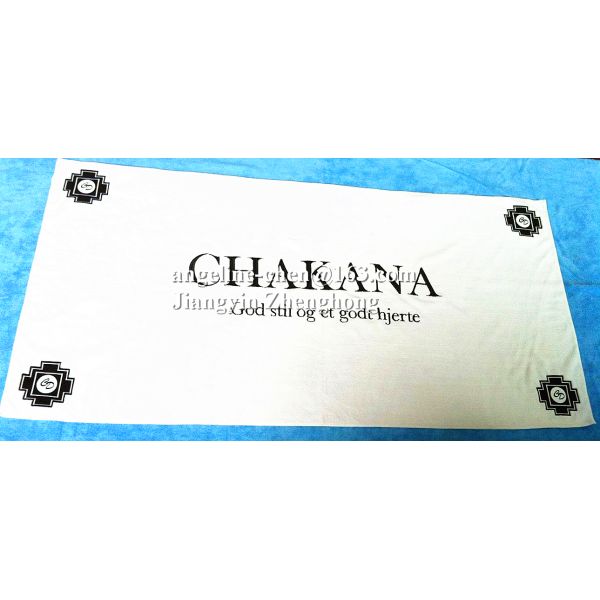 CHAKANA
angeline-chen@163.com
Jiangyin Zhenghong
God stil og et godt hjerte